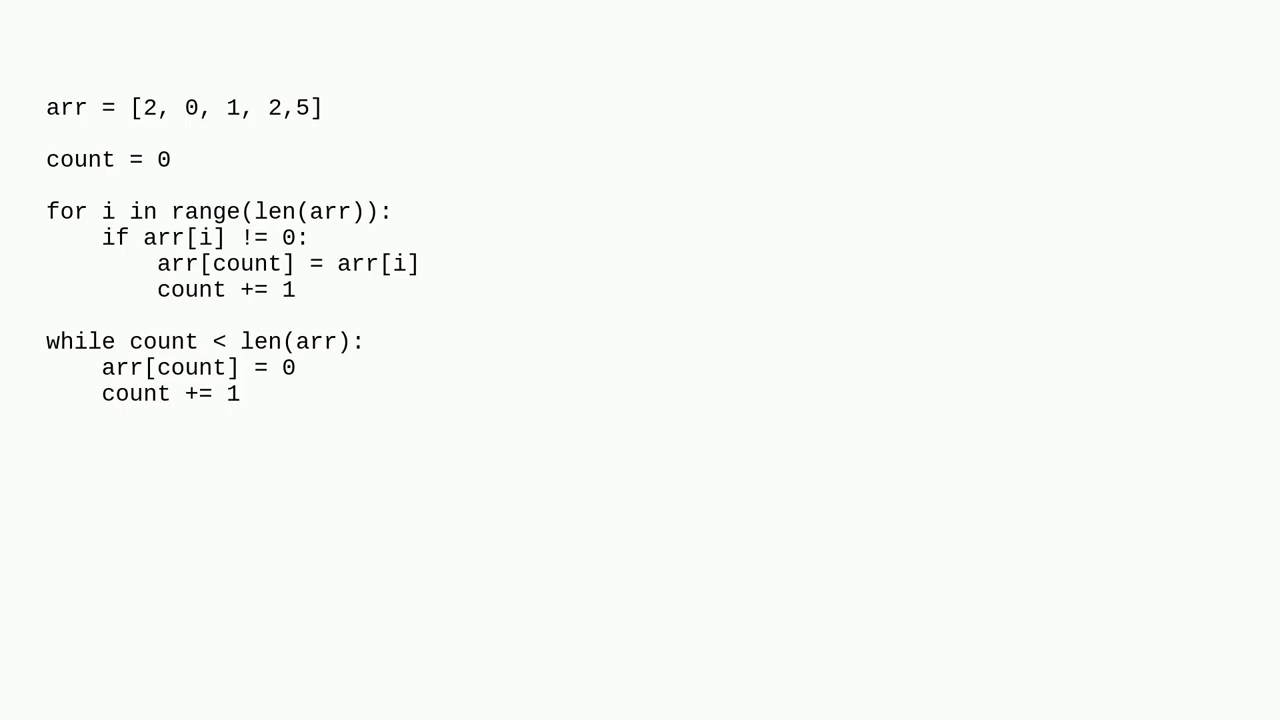 arr = [2, 0, 1, 2,5]
count = 0
for i in range(len(arr)):
    if arr[i] != 0:
        arr[count] = arr[i]
        count += 1
while count < len(arr):
    arr[count] = 0
    count += 1